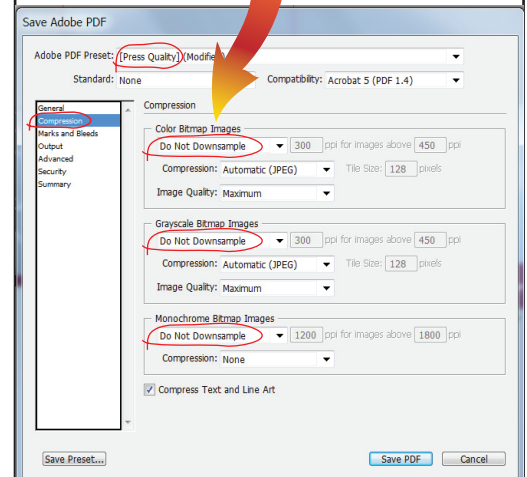 Save Adobe PDF
Adobe PDF Preset: [Press Quality] (Modified)
Standard: None Compatibility: Acrobat 5 (PDF 1.4)
General
Compression
Marks and Bleeds
Output
Advanced
Security
Summary
Compression
Color Bitmap Images
Do Not Downsample 300 ppi for images above 450 ppi
Compression: Automatic (JPEG) Tile Size: 128 pixels
Image Quality: Maximum
Grayscale Bitmap Images
Do Not Downsample 300 ppi for images above 450 ppi
Compression: Automatic (JPEG) Tile Size: 128 pixels
Image Quality: Maximum
Monochrome Bitmap Images
Do Not Downsample 1200 ppi for images above 1800 ppi
Compression: None
Compress Text and Line Art
Save Preset... Save PDF Cancel